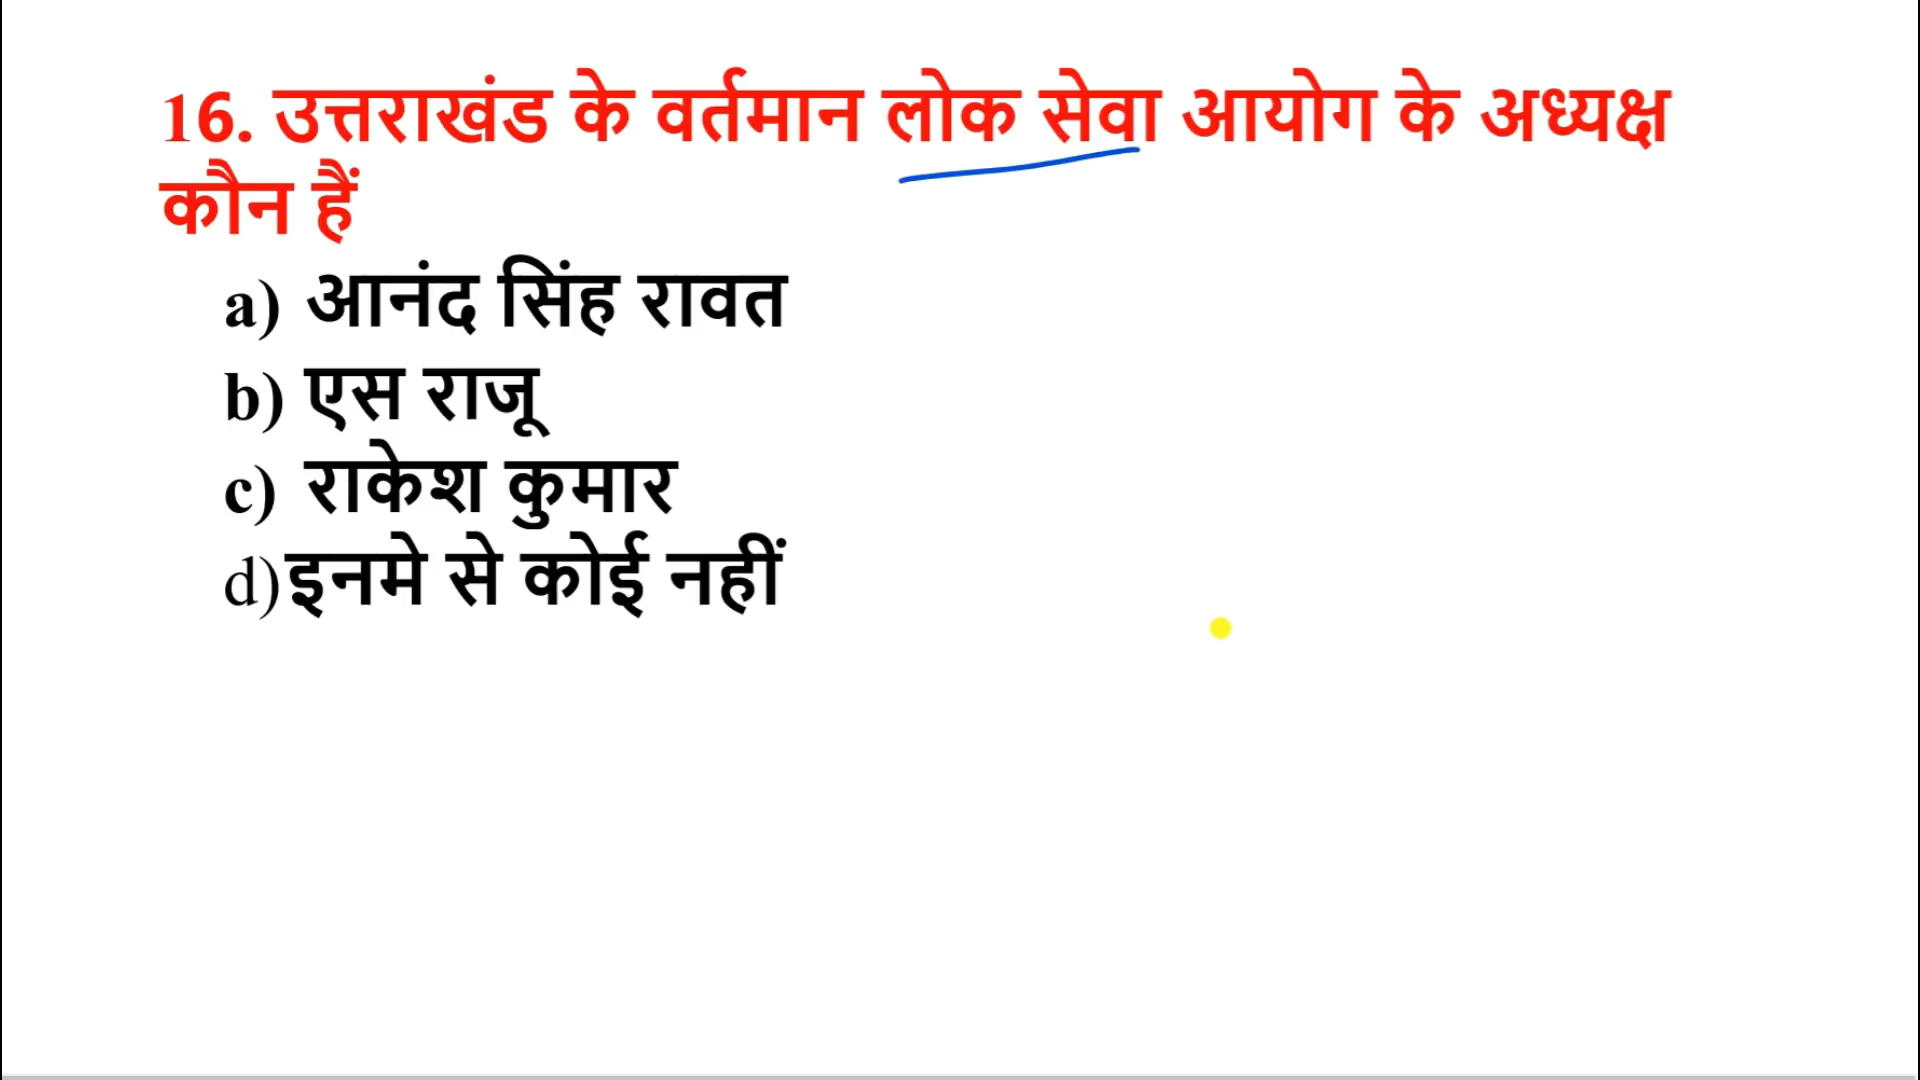 16. उत्तराखंड के वर्तमान लोक सेवा आयोग के अध्यक्ष
कौन हैं
a) आनंद सिंह रावत
b) एस राजू
c) राकेश कुमार
d)इनमे से कोई नहीं